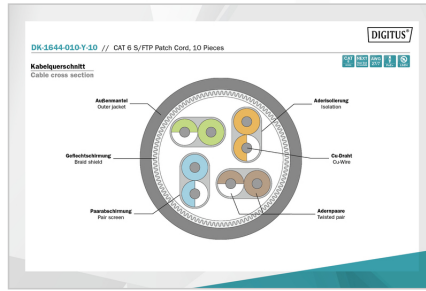 DIGITUS®
DK-1644-010-Y-10 // CAT 6 S/FTP Patch Cord, 10 Pieces
Kabelquerschnitt
Cable cross section
Außenmantel
Outer jacket
Geflechtschirmung
Braid shield
Paarabschirmung
Pair screen
Aderisolierung
Isolation
Cu-Draht
Cu-Wire
Adernpaare
Twisted pair